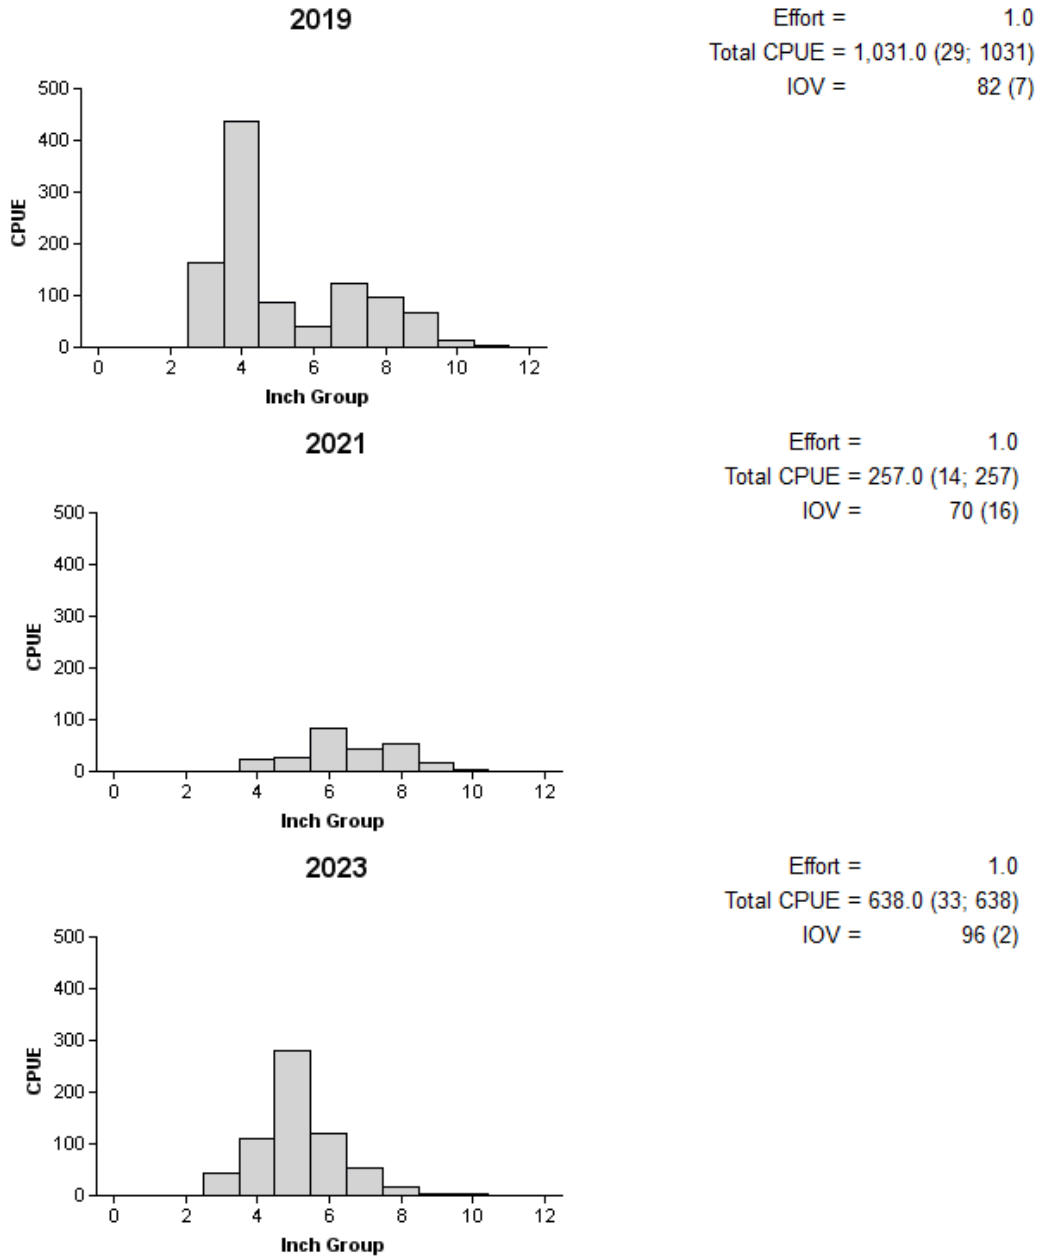 2019
Effort = 1.0
Total CPUE = 1,031.0 (29; 1031)
IOV = 82 (7)
500
400
300
200
100
0
CPUE
0 2 4 6 8 10 12
Inch Group
2021
Effort = 1.0
Total CPUE = 257.0 (14; 257)
IOV = 70 (16)
500
400
300
200
100
0
CPUE
0 2 4 6 8 10 12
Inch Group
2023
Effort = 1.0
Total CPUE = 638.0 (33; 638)
IOV = 96 (2)
500
400
300
200
100
0
CPUE
0 2 4 6 8 10 12
Inch Group